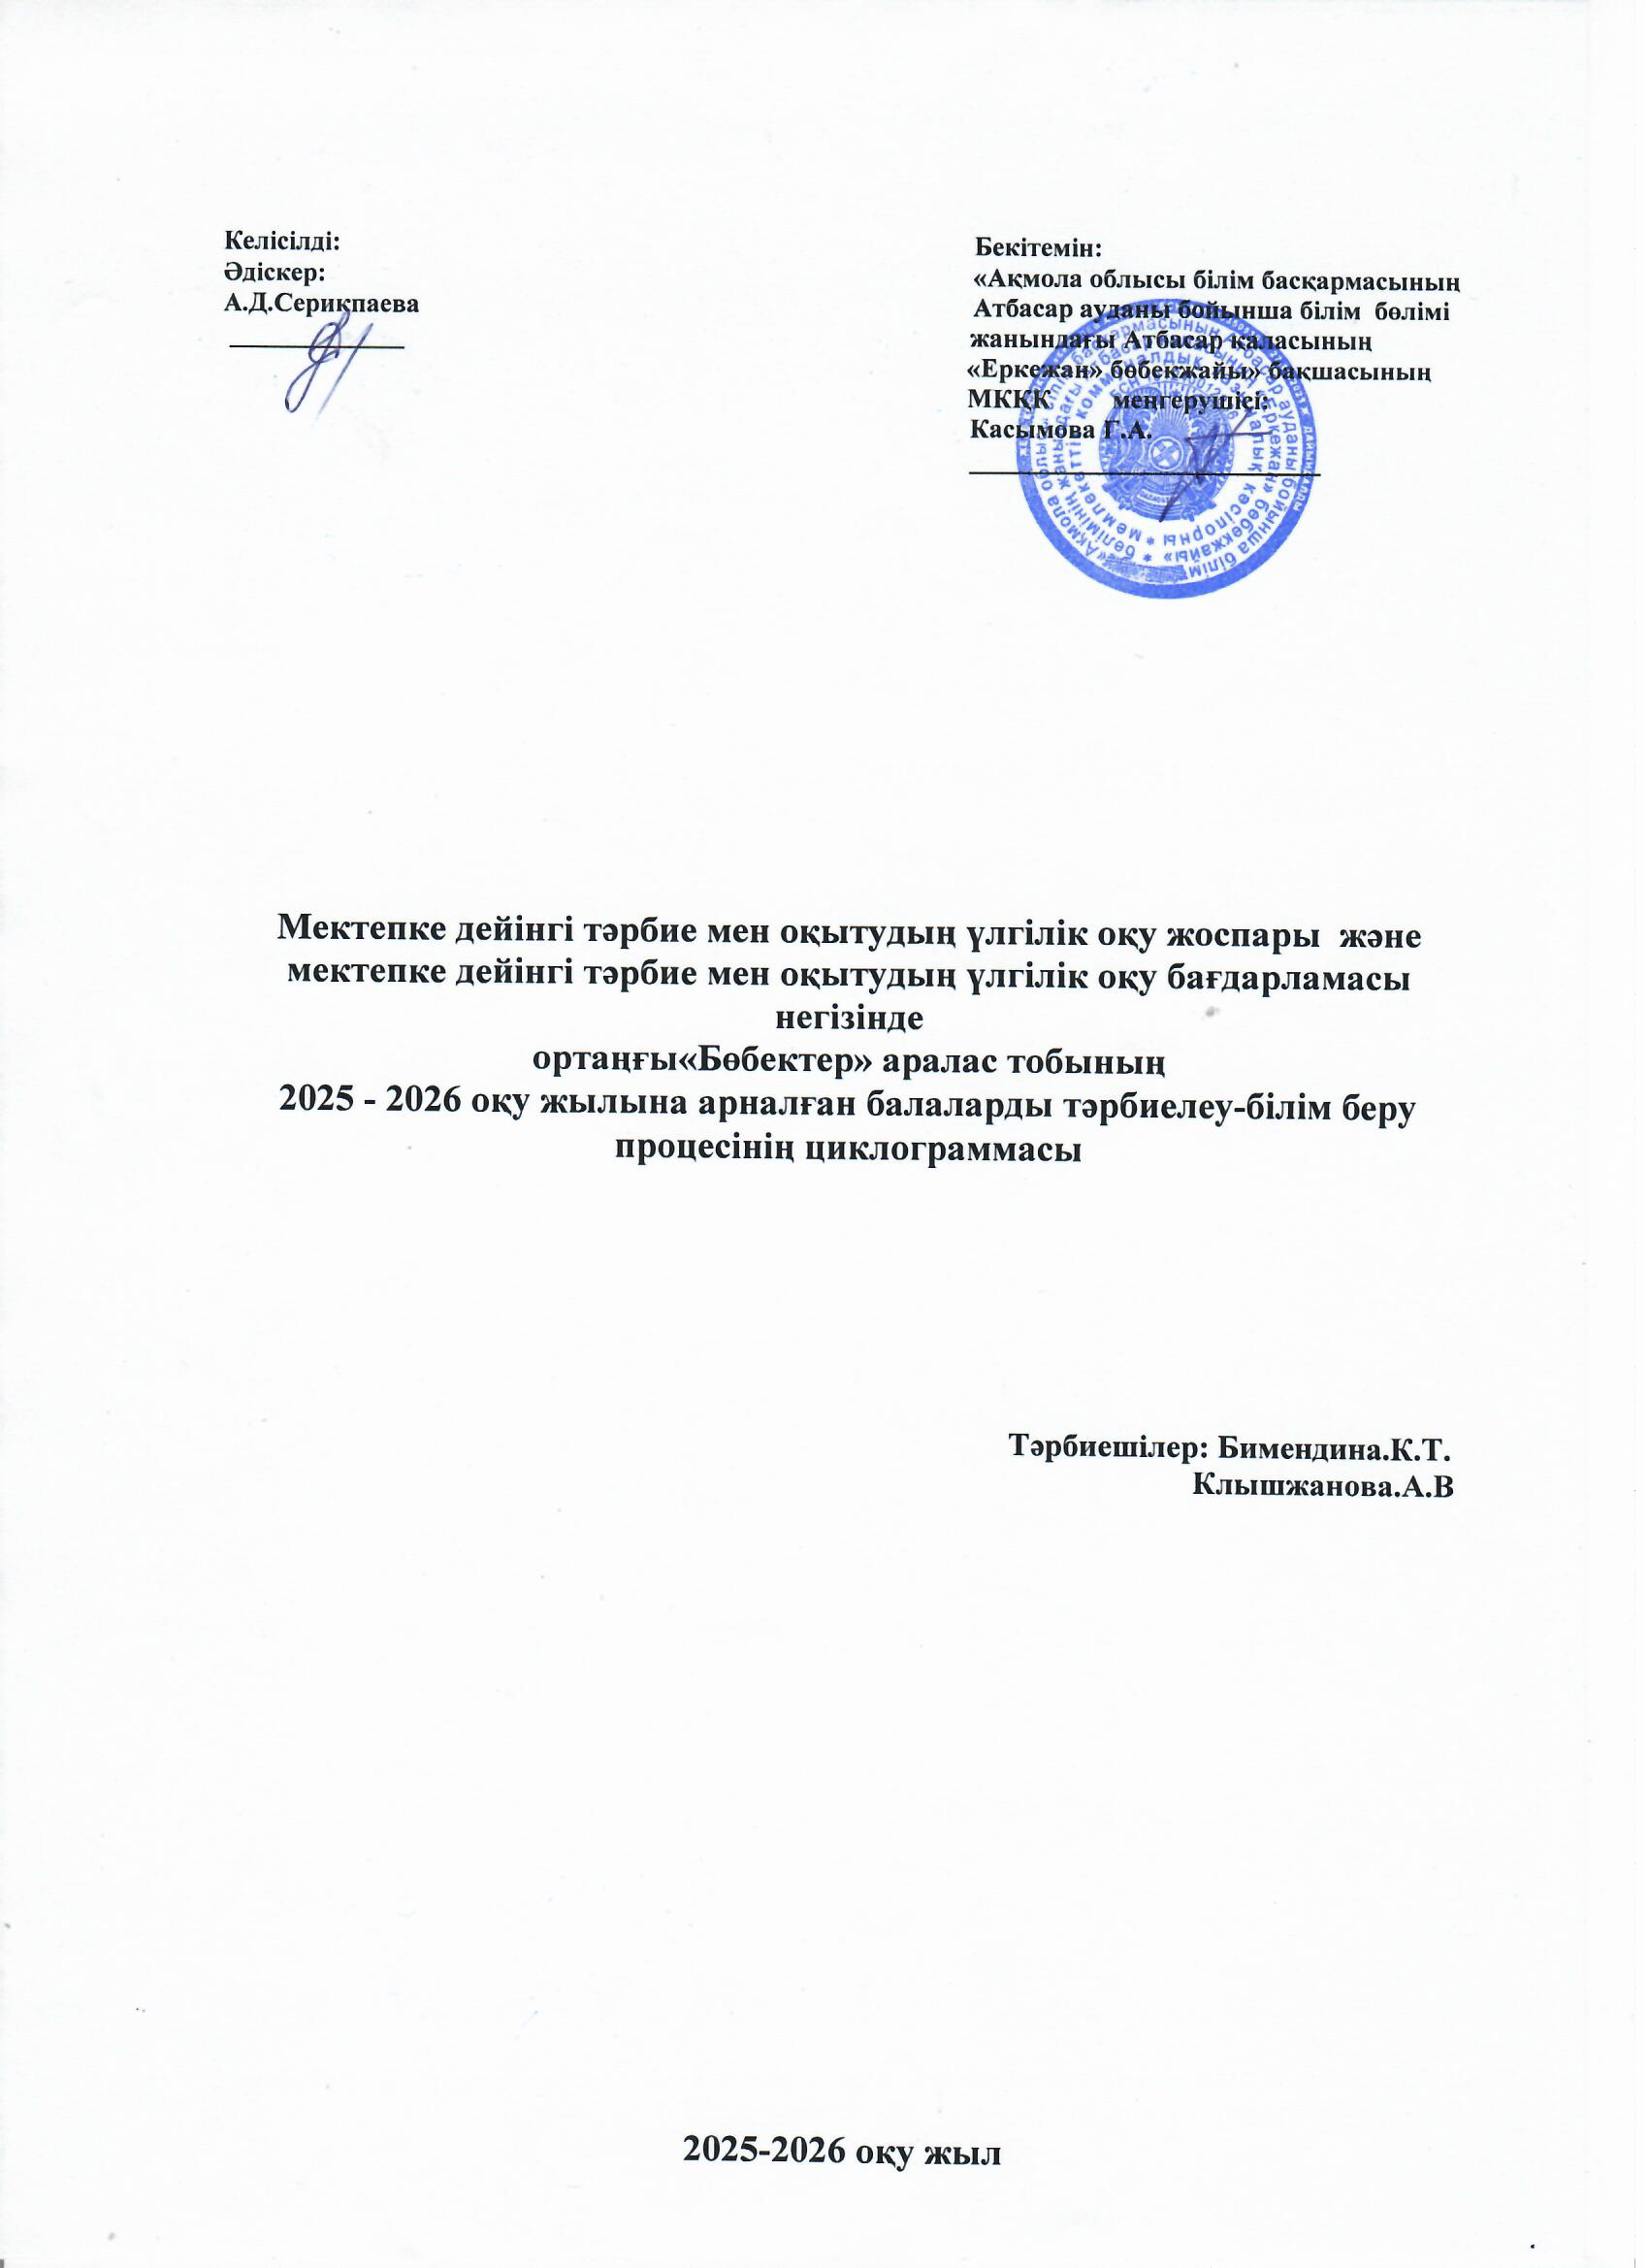 Келісілді:
Әдіскер:
А.Д.Серикпаева
Бекітемін:
«Ақмола облысы білім басқармасының
Атбасар ауданы бойынша білім бөлімі
жанындағы Атбасар қаласының
«Еркежан» бөбекжайы» бақшасының
МКҚК меңгерушісі:
Касымова Г.А.
Мектепке дейінгі тәрбие мен оқытудың үлгілік оқу жоспары және
мектепке дейінгі тәрбие мен оқытудың үлгілік оқу бағдарламасы
негізінде
ортаңғы«Бөбектер» аралас тобының
2025 - 2026 оқу жылына арналған балаларды тәрбиелеу-білім беру
процесінің циклограммасы
Тәрбиешілер: Бимендина.К.Т.
Клышжанова.А.В
2025-2026 оқу жыл